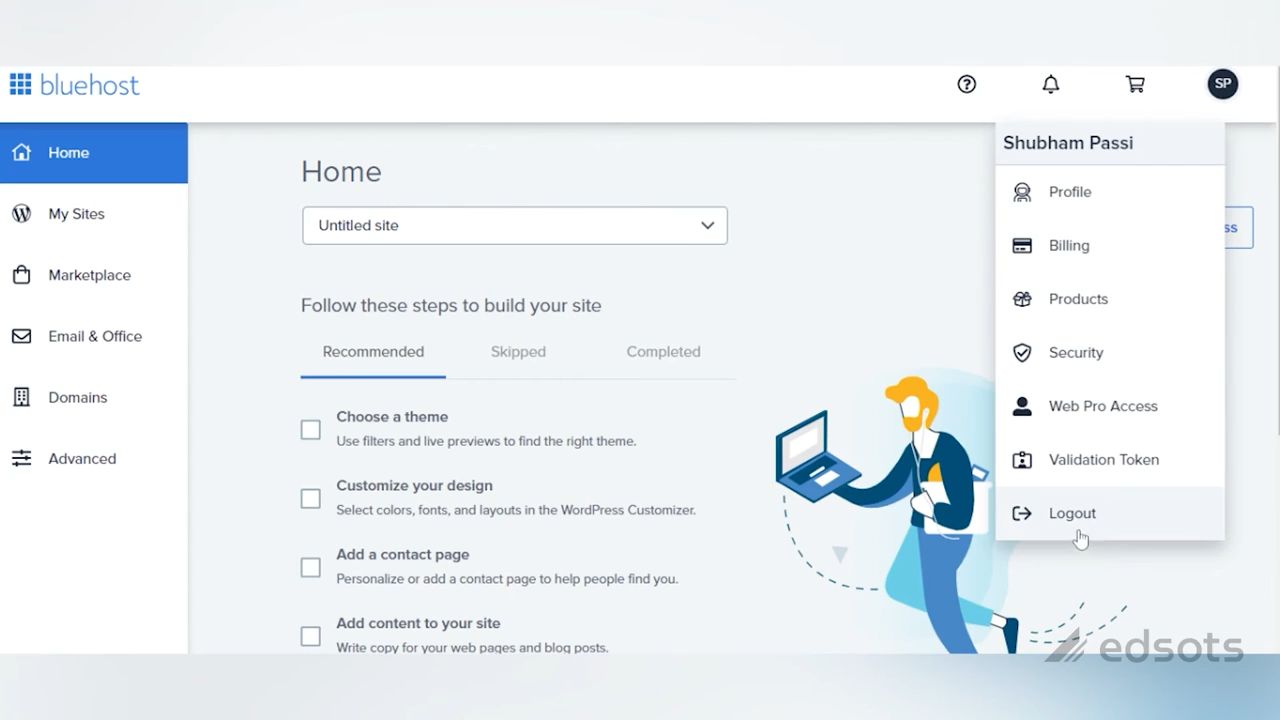 bluehost
SP
Home
My Sites
Marketplace
Email & Office
Domains
Advanced
Home
Untitled site
Follow these steps to build your site
Recommended Skipped Completed
Choose a theme
Use filters and live previews to find the right theme.
Customize your design
Select colors, fonts, and layouts in the WordPress Customizer.
Add a contact page
Personalize or add a contact page to help people find you.
Add content to your site
Write copy for your web pages and blog posts.
Shubham Passi
Profile
Billing
Products
Security
Web Pro Access
Validation Token
Logout
edsots